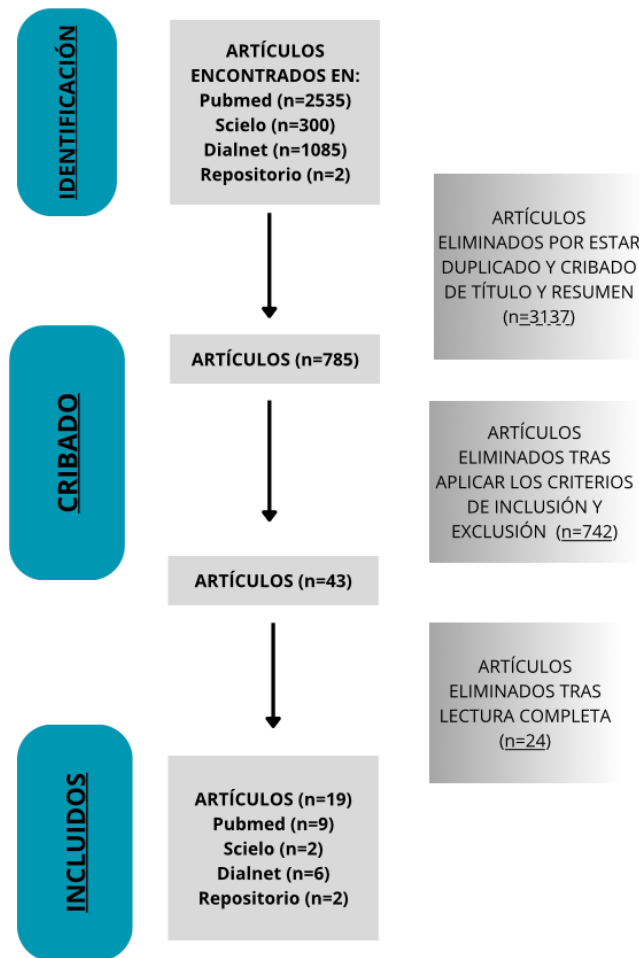 IDENTIFICACIÓN
ARTÍCULOS
ENCONTRADOS EN:
Pubmed (n=2535)
Scielo (n=300)
Dialnet (n=1085)
Repositorio (n=2)
ARTÍCULOS
ELIMINADOS POR ESTAR
DUPLICADO Y CRIBADO
DE TÍTULO Y RESUMEN
(n=3137)
CRIBADO
ARTÍCULOS (n=785)
ARTÍCULOS
ELIMINADOS TRAS
APLICAR LOS CRITERIOS
DE INCLUSIÓN Y
EXCLUSIÓN (n=742)
ARTÍCULOS (n=43)
ARTÍCULOS
ELIMINADOS TRAS
LECTURA COMPLETA
(n=24)
INCLUIDOS
ARTÍCULOS (n=19)
Pubmed (n=9)
Scielo (n=2)
Dialnet (n=6)
Repositorio (n=2)